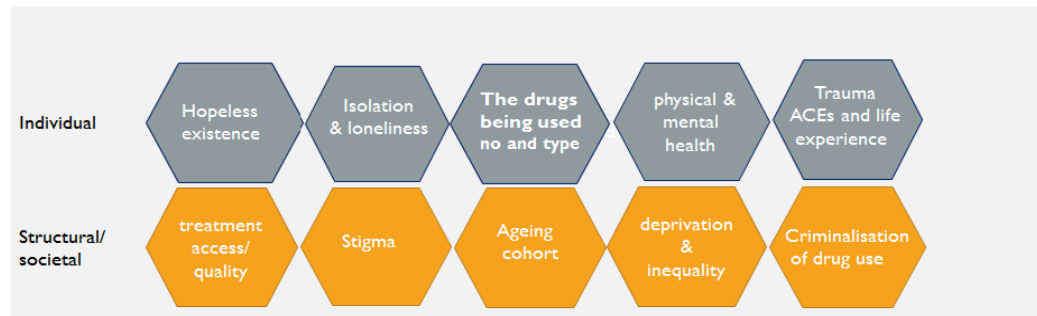 Individual
Hopeless
existence
Isolation
& loneliness
The drugs
being used
no and type
physical &
mental
health
Trauma
ACEs and life
experience
Structural/
societal
treatment
access/
quality
Stigma
Ageing
cohort
deprivation
&
inequality
Criminalisation
of drug use